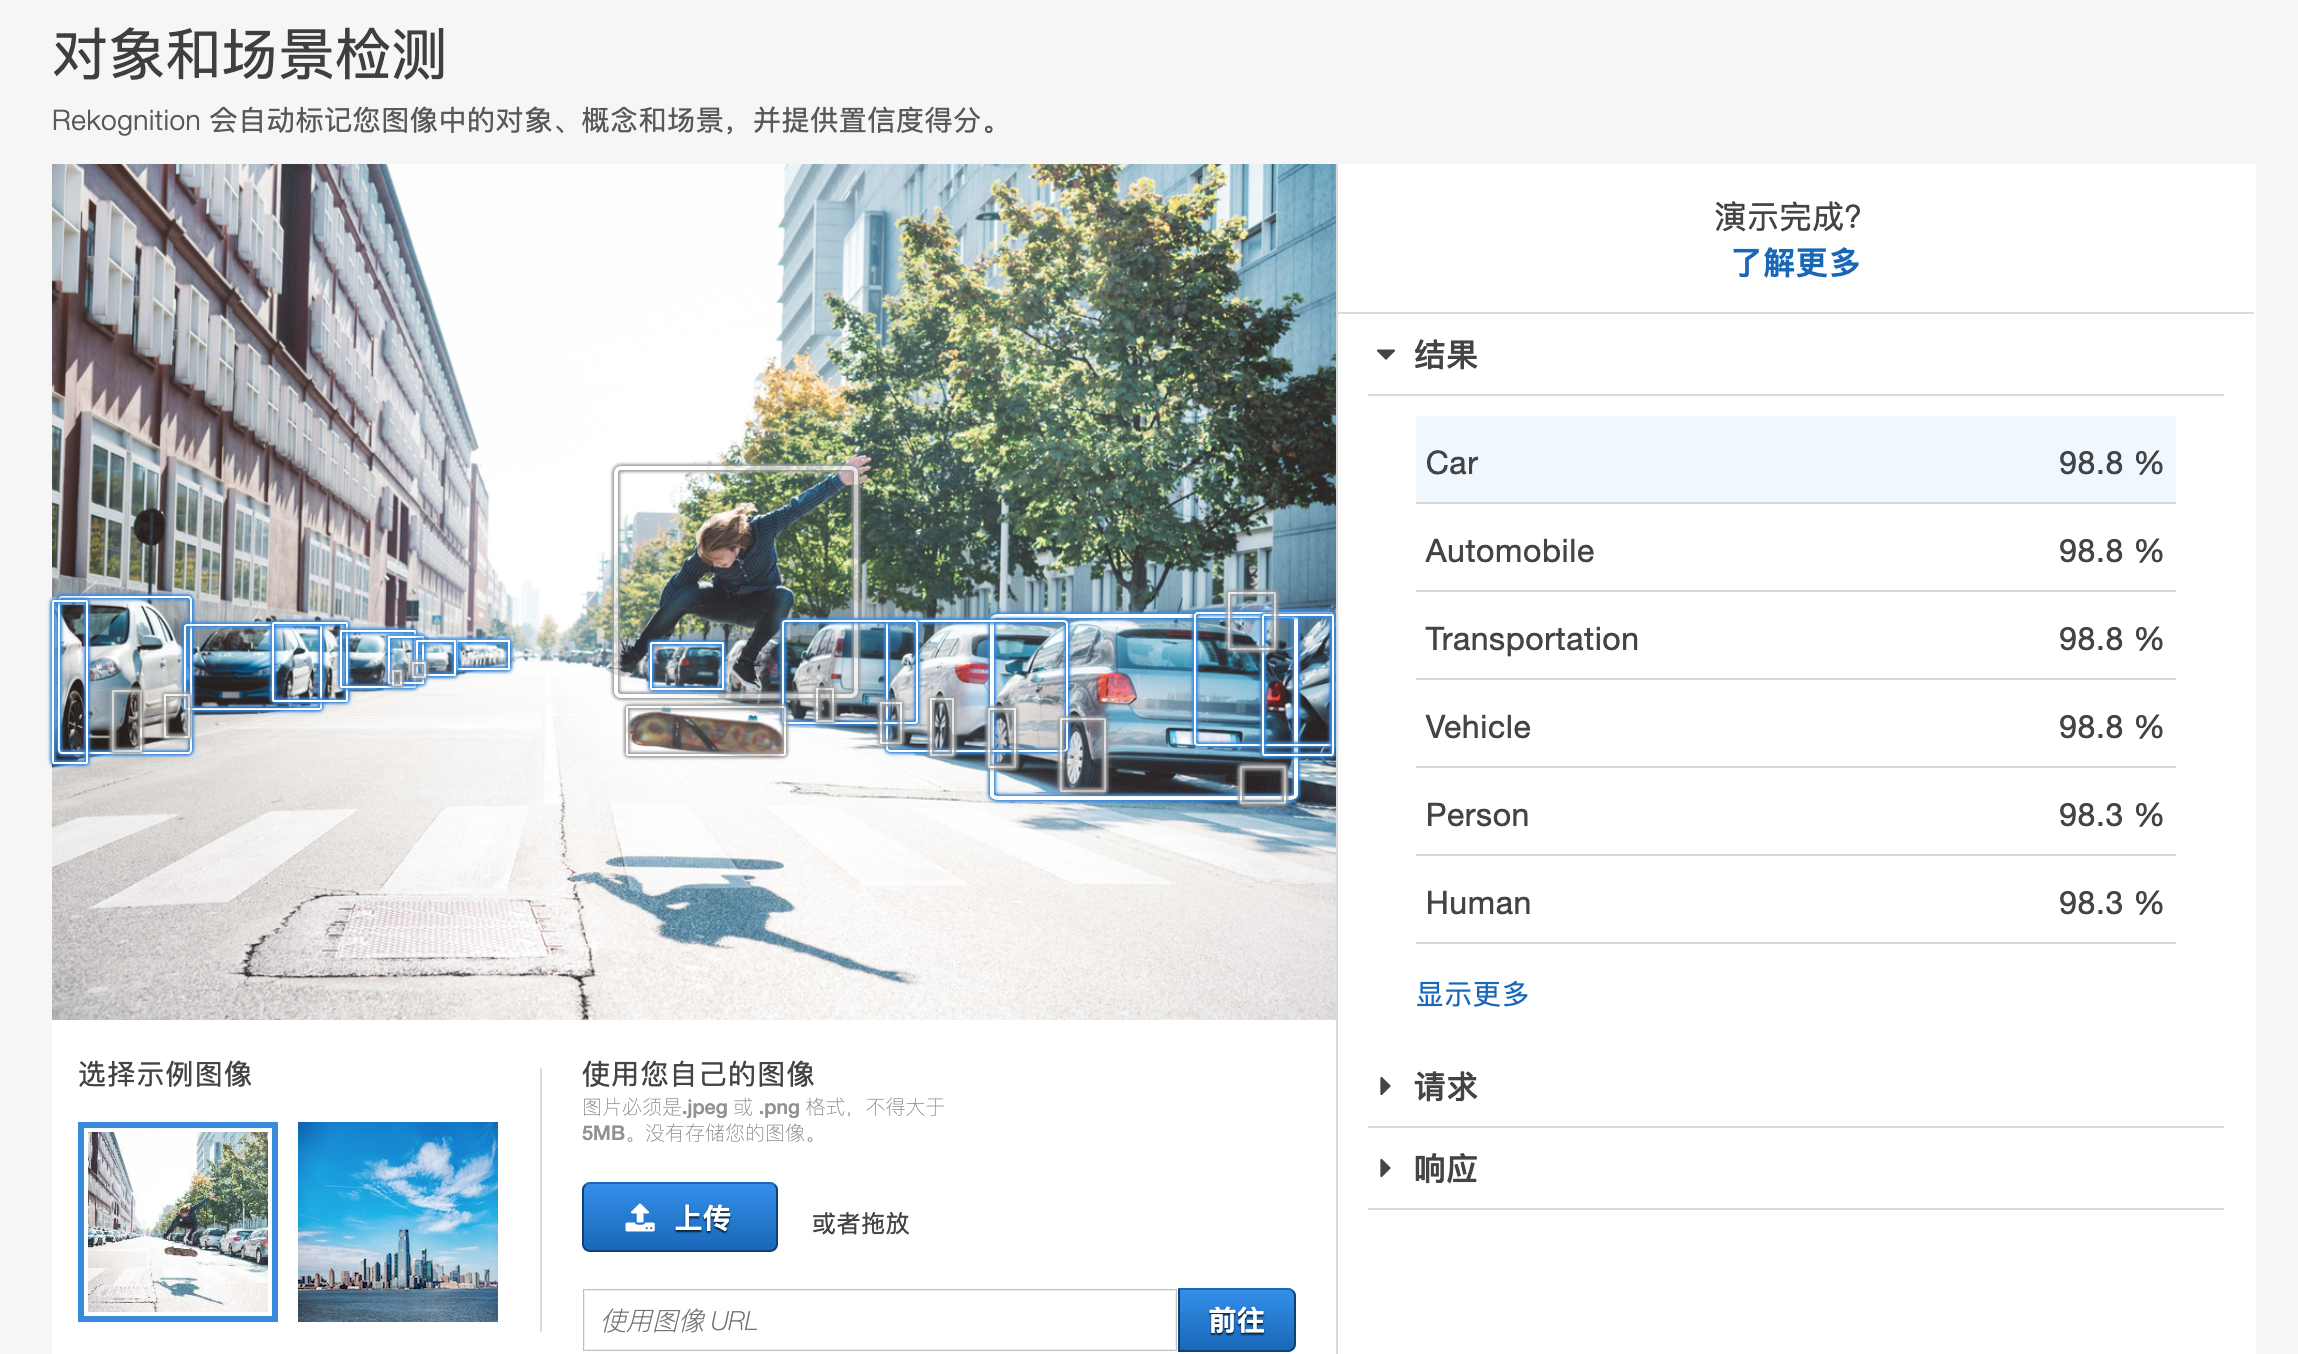 对象和场景检测
Rekognition 会自动标记您图像中的对象、概念和场景，并提供置信度得分。
演示完成?
了解更多
结果
Car 98.8 %
Automobile 98.8 %
Transportation 98.8 %
Vehicle 98.8 %
Person 98.3 %
Human 98.3 %
显示更多
请求
响应
选择示例图像
使用您自己的图像
图片必须是.jpeg 或 .png 格式，不得大于
5MB。没有存储您的图像。
上传
或者拖放
使用图像 URL
前往